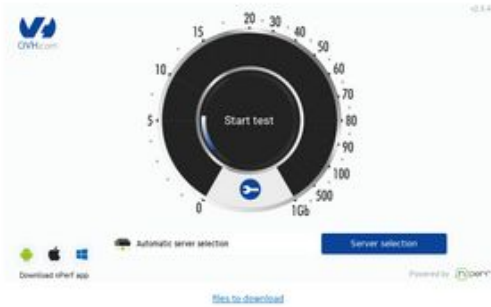 v2.3.4
OVH.com
0
5
10
15
20
30
40
50
60
70
80
90
100
500
1Gb
Start test
Automatic server selection
Server selection
Download nPerf app
Powered by nperf
files to download